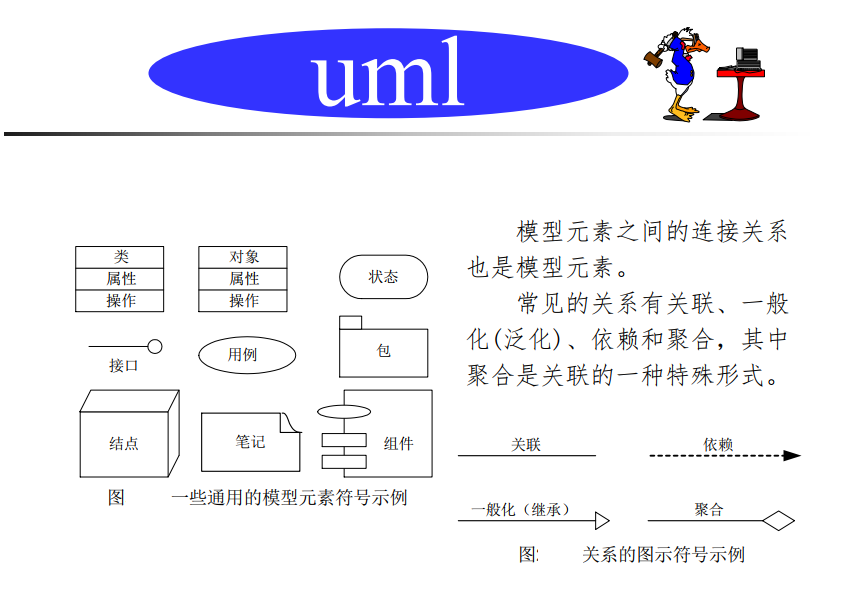 uml
类
属性
操作
对象
属性
操作
状态
接口
用例
包
结点
笔记
组件
图 一些通用的模型元素符号示例
模型元素之间的连接关系
也是模型元素。
常见的关系有关联、一般
化(泛化)、依赖和聚合，其中
聚合是关联的一种特殊形式。
关联
依赖
一般化（继承）
聚合
图: 关系的图示符号示例